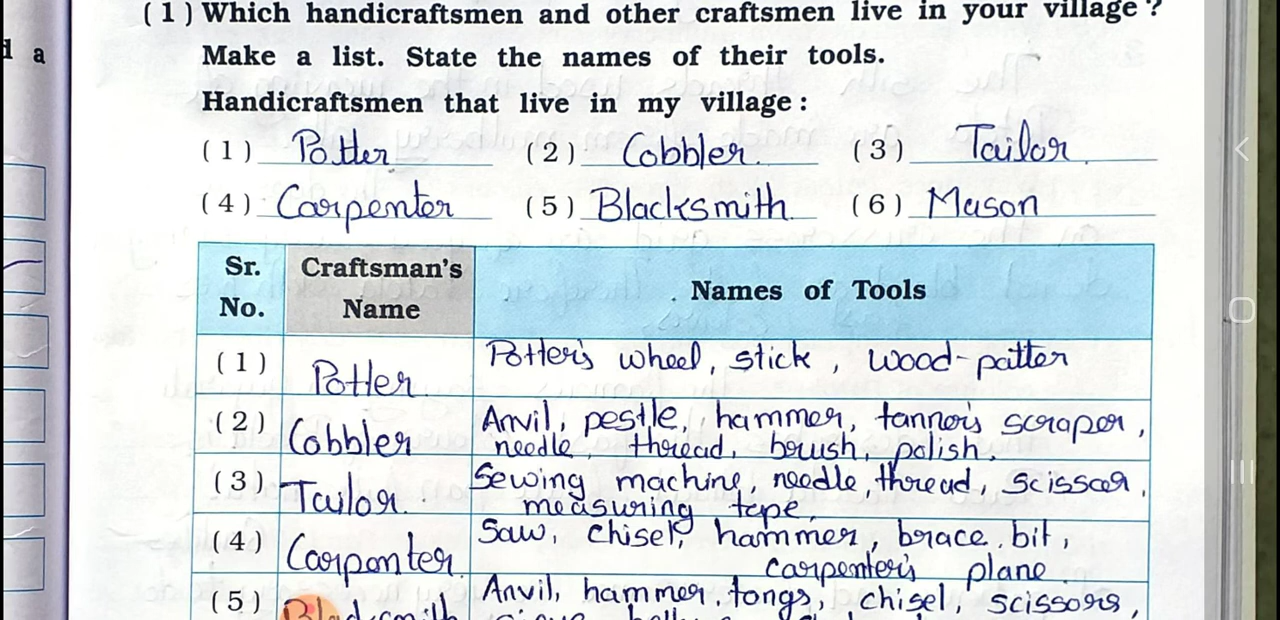 d a
(1) Which handicraftsmen and other craftsmen live in your village?
Make a list. State the names of their tools.
Handicraftsmen that live in my village:
(1) Potter (2) Cobbler. (3) Tailor.
(4) Carpenter (5) Blacksmith (6) Mason
Sr. No. Craftsman's Name Names of Tools
(1) Potter Potter's wheel, stick, wood-patter
(2) Cobbler Anvil, pestle, hammer, tanner's scraper,
needle thread, brush, polish
(3) Tailor. Sewing machine, needle thread, scissor,
measuring tape.
(4) Carpenter Saw, chisel, hammer, brace, bit,
carpenter's plane.
(5) Blacksmith Anvil, hammer, tongs, chisel, scissors,